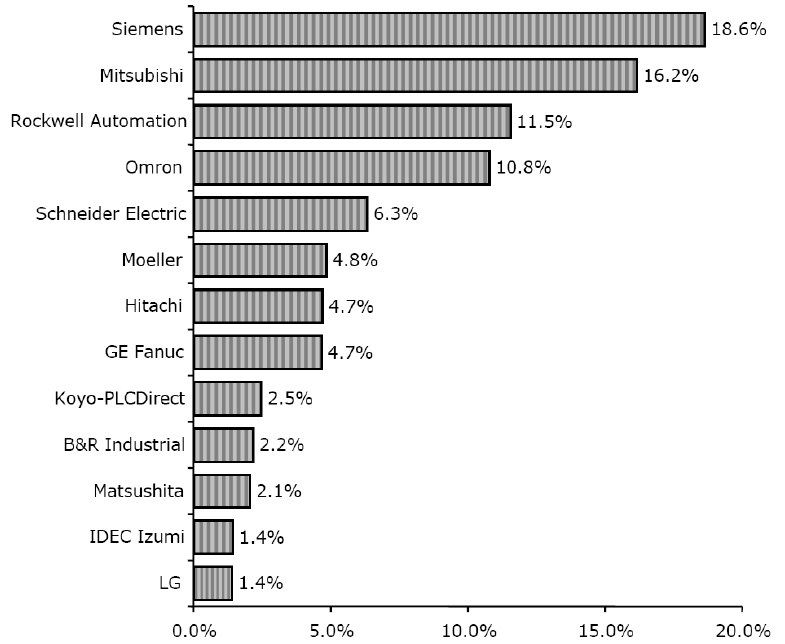 Siemens 18.6%
Mitsubishi 16.2%
Rockwell Automation 11.5%
Omron 10.8%
Schneider Electric 6.3%
Moeller 4.8%
Hitachi 4.7%
GE Fanuc 4.7%
Koyo-PLCDirect 2.5%
B&R Industrial 2.2%
Matsushita 2.1%
IDEC Izumi 1.4%
LG 1.4%
0.0% 5.0% 10.0% 15.0% 20.0%